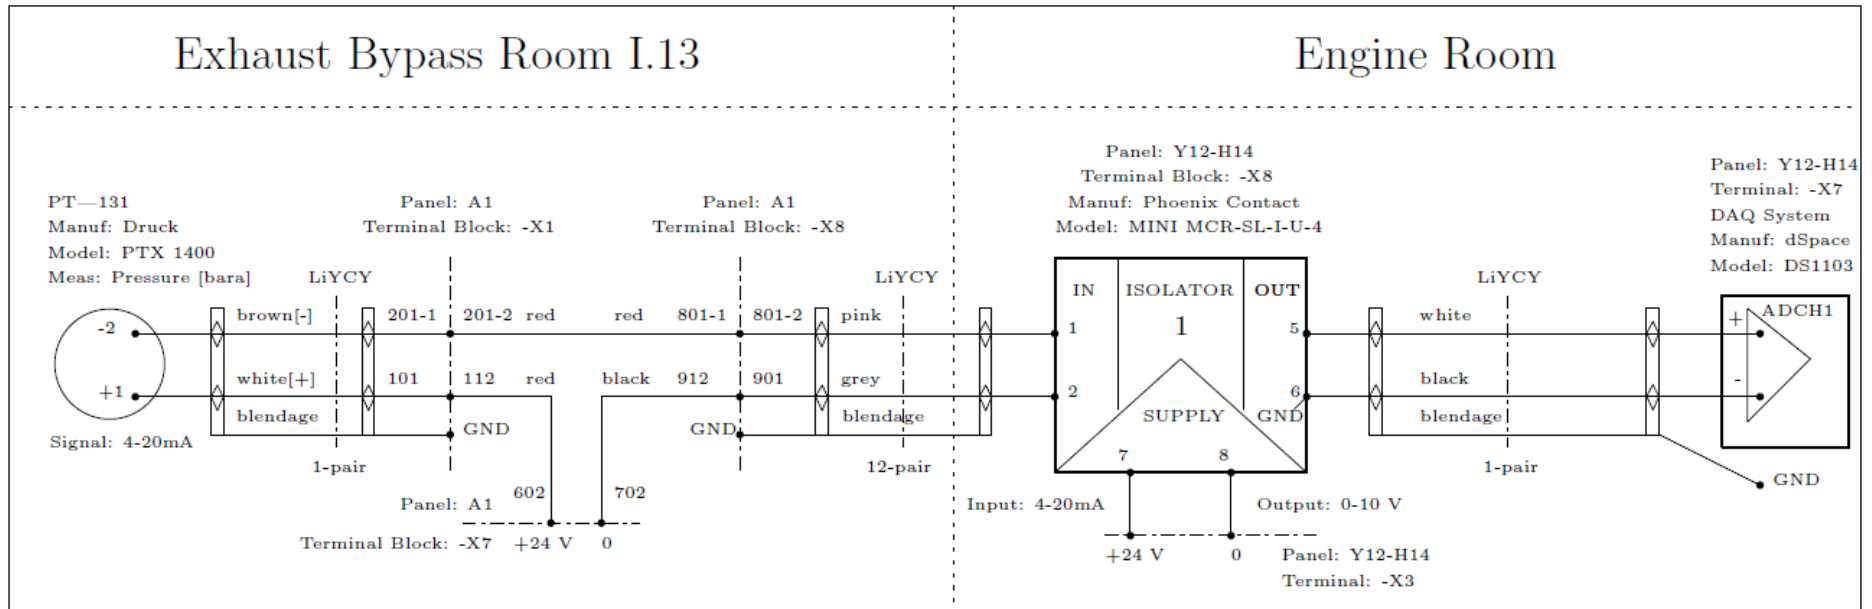 Exhaust Bypass Room I.13
Engine Room
PT—131
Manuf: Druck
Model: PTX 1400
Meas: Pressure [bara]
LiYCY
Panel: A1
Terminal Block: -X1
Panel: A1
Terminal Block: -X8
LiYCY
Panel: Y12-H14
Terminal Block: -X8
Manuf: Phoenix Contact
Model: MINI MCR-SL-I-U-4
LiYCY
Panel: Y12-H14
Terminal: -X7
DAQ System
Manuf: dSpace
Model: DS1103
-2
brown[-]
201-1
201-2 red
red
801-1
801-2
pink
IN
ISOLATOR
OUT
1
1
5
white
+
ADCH1
+1
white[+]
101
112
red
black
912
901
grey
2
6
black
-
blendage
GND
GND
blendage
SUPPLY
GND
blendage
Signal: 4-20mA
1-pair
12-pair
7
8
1-pair
GND
602
702
Panel: A1
Input: 4-20mA
Output: 0-10 V
Terminal Block: -X7
+24 V
0
+24 V
0
Panel: Y12-H14
Terminal: -X3